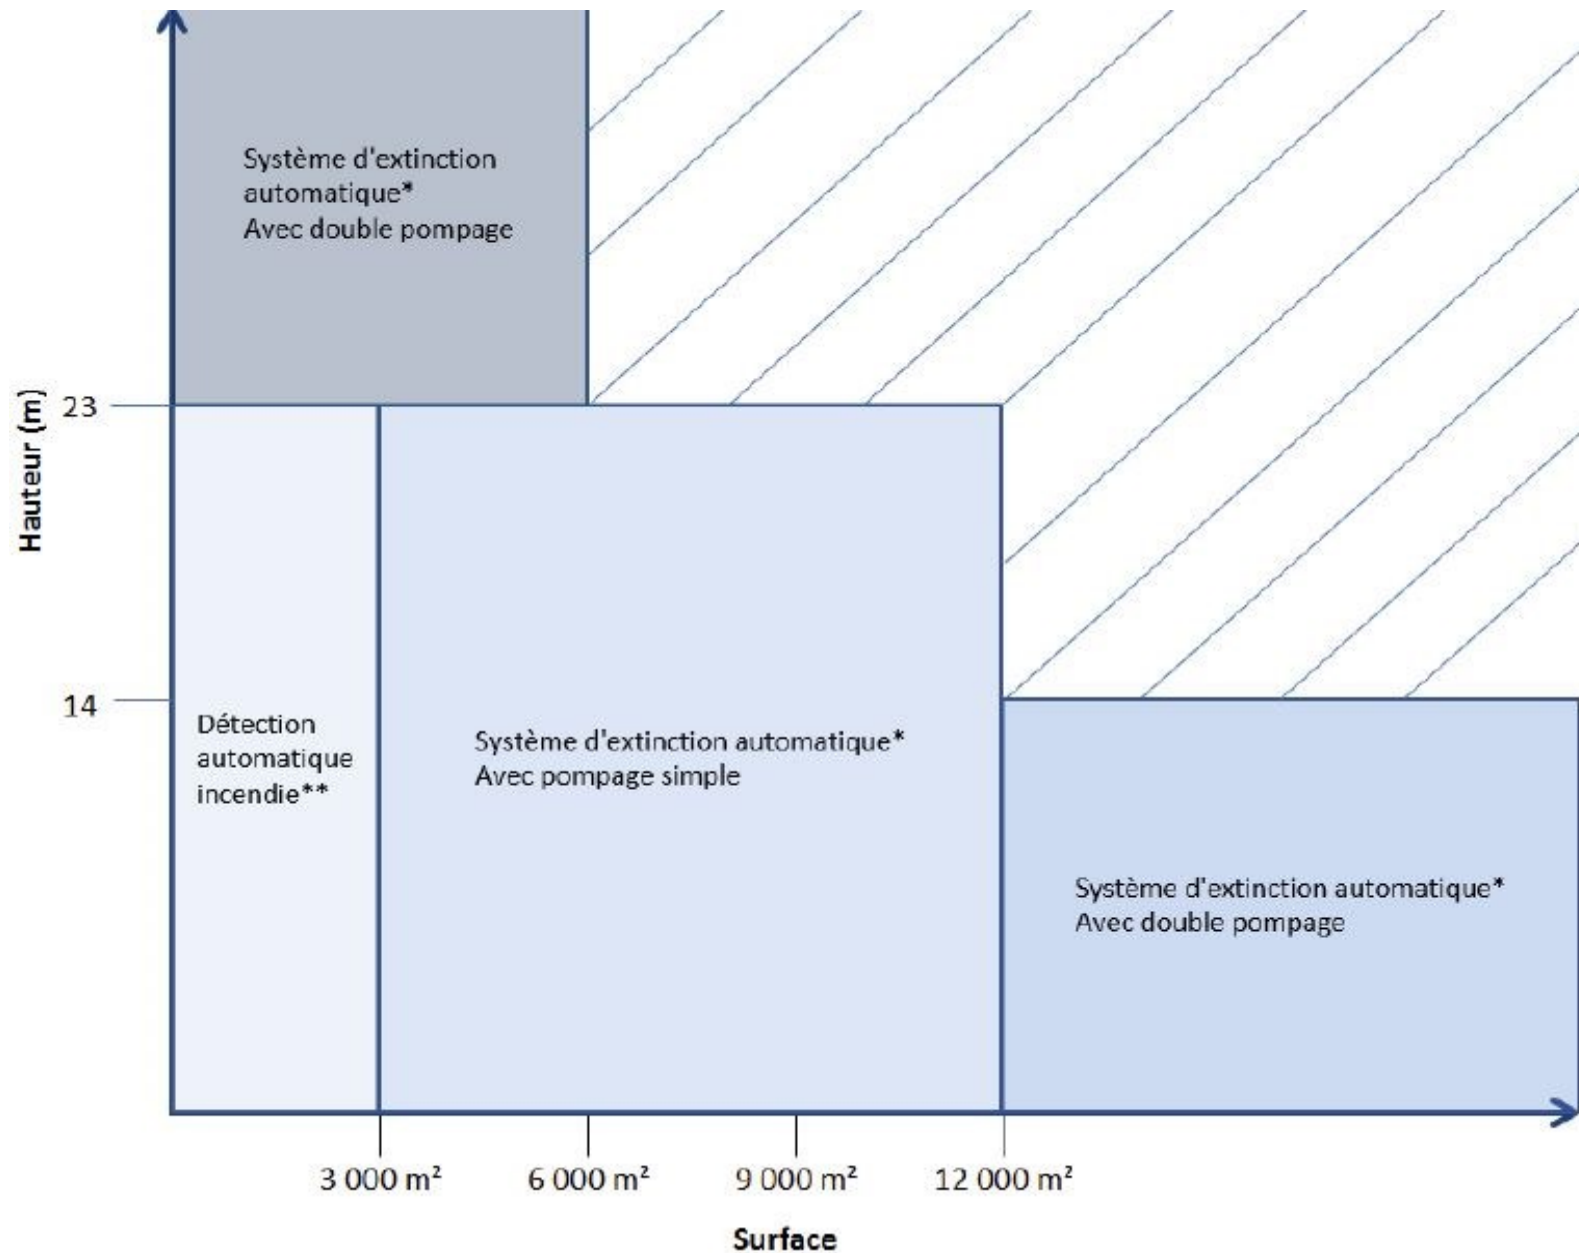 Système d'extinction
automatique*
Avec double pompage
Hauteur (m)
23
14
Détection
automatique
incendie**
Système d'extinction automatique*
Avec pompage simple
Système d'extinction automatique*
Avec double pompage
3 000 m²
6 000 m²
9 000 m²
12 000 m²
Surface